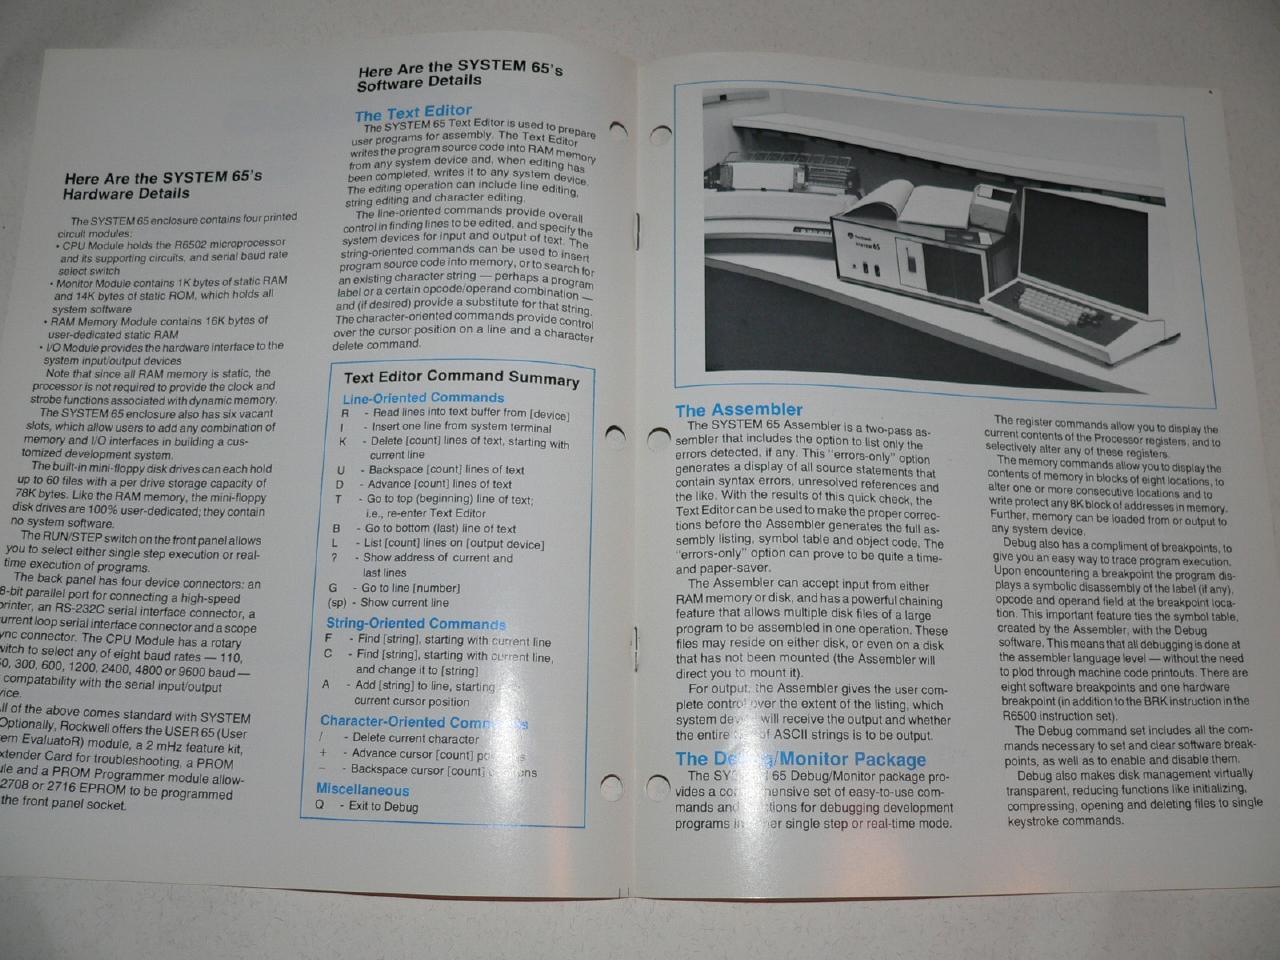 Here Are the SYSTEM 65's
Hardware Details
The SYSTEM 65 enclosure contains four printed
circuit modules:
• CPU Module holds the R6502 microprocessor
and its supporting circuits, and serial baud rate
select switch
• Monitor Module contains 1K bytes of static RAM
and 14K bytes of static ROM, which holds all
system software
• RAM Memory Module contains 16K bytes of
user-dedicated static RAM
• I/O Module provides the hardware interface to the
system input/output devices
Note that since all RAM memory is static, the
processor is not required to provide the clock and
strobe functions associated with dynamic memory.
The SYSTEM 65 enclosure also has six vacant
slots, which allow users to add any combination of
memory and I/O interfaces in building a cus-
tomized development system.
The built-in mini-floppy disk drives can each hold
up to 60 files with a per drive storage capacity of
78K bytes. Like the RAM memory, the mini-floppy
disk drives are 100% user-dedicated; they contain
no system software.
The RUN/STEP switch on the front panel allows
you to select either single step execution or real-
time execution of programs.
The back panel has four device connectors: an
8-bit parallel port for connecting a high-speed
printer, an RS-232C serial interface connector, a
current loop serial interface connector and a scope
sync connector. The CPU Module has a rotary
switch to select any of eight baud rates — 110,
300, 600, 1200, 2400, 4800 or 9600 baud —
compatability with the serial input/output
All of the above comes standard with SYSTEM
Optionally, Rockwell offers the USER 65 (User
EvaluatoR) module, a 2 mHz feature kit,
Extender Card for troubleshooting, a PROM
and a PROM Programmer module allow-
2708 or 2716 EPROM to be programmed
the front panel socket.
Here Are the SYSTEM 65's
Software Details
The Text Editor
The SYSTEM 65 Text Editor is used to prepare
user programs for assembly. The Text Editor
writes the program source code into RAM memory
from any system device and, when editing has
been completed, writes it to any system device.
The editing operation can include line editing,
string editing and character editing.
The line-oriented commands provide overall
control in finding lines to be edited, and specify the
system devices for input and output of text. The
string-oriented commands can be used to insert
program source code into memory, or to search for
an existing character string — perhaps a program
label or a certain opcode/operand combination —
and (if desired) provide a substitute for that string.
The character-oriented commands provide control
over the cursor position on a line and a character
delete command.
Text Editor Command Summary
Line-Oriented Commands
R - Read lines into text buffer from [device]
I - Insert one line from system terminal
K - Delete [count] lines of text, starting with
current line
U - Backspace [count] lines of text
D - Advance [count] lines of text
T - Go to top (beginning) line of text;
i.e., re-enter Text Editor
B - Go to bottom (last) line of text
L - List [count] lines on [output device]
? - Show address of current and
last lines
G - Go to line [number]
(sp) - Show current line
String-Oriented Commands
F - Find [string], starting with current line
C - Find [string], starting with current line,
and change it to [string]
A - Add [string] to line, starting
current cursor position
Character-Oriented Commands
/ - Delete current character
+ - Advance cursor [count] positions
− - Backspace cursor [count] positions
Miscellaneous
Q - Exit to Debug
Rockwell
SYSTEM 65
The Assembler
The SYSTEM 65 Assembler is a two-pass as-
sembler that includes the option to list only the
errors detected, if any. This "errors-only" option
generates a display of all source statements that
contain syntax errors, unresolved references and
the like. With the results of this quick check, the
Text Editor can be used to make the proper correc-
tions before the Assembler generates the full as-
sembly listing, symbol table and object code. The
"errors-only" option can prove to be quite a time-
and paper-saver.
The Assembler can accept input from either
RAM memory or disk, and has a powerful chaining
feature that allows multiple disk files of a large
program to be assembled in one operation. These
files may reside on either disk, or even on a disk
that has not been mounted (the Assembler will
direct you to mount it).
For output, the Assembler gives the user com-
plete control over the extent of the listing, which
system device will receive the output and whether
the entire of ASCII strings is to be output.
The Debug/Monitor Package
The SYSTEM 65 Debug/Monitor package pro-
vides a comprehensive set of easy-to-use com-
mands and functions for debugging development
programs in either single step or real-time mode.
The register commands allow you to display the
current contents of the Processor registers, and to
selectively alter any of these registers.
The memory commands allow you to display the
contents of memory in blocks of eight locations, to
alter one or more consecutive locations and to
write protect any 8K block of addresses in memory.
Further, memory can be loaded from or output to
any system device.
Debug also has a compliment of breakpoints, to
give you an easy way to trace program execution.
Upon encountering a breakpoint the program dis-
plays a symbolic disassembly of the label (if any),
opcode and operand field at the breakpoint loca-
tion. This important feature ties the symbol table,
created by the Assembler, with the Debug
software. This means that all debugging is done at
the assembler language level — without the need
to plod through machine code printouts. There are
eight software breakpoints and one hardware
breakpoint (in addition to the BRK instruction in the
R6500 instruction set).
The Debug command set includes all the com-
mands necessary to set and clear software break-
points, as well as to enable and disable them.
Debug also makes disk management virtually
transparent, reducing functions like initializing,
compressing, opening and deleting files to single
keystroke commands.